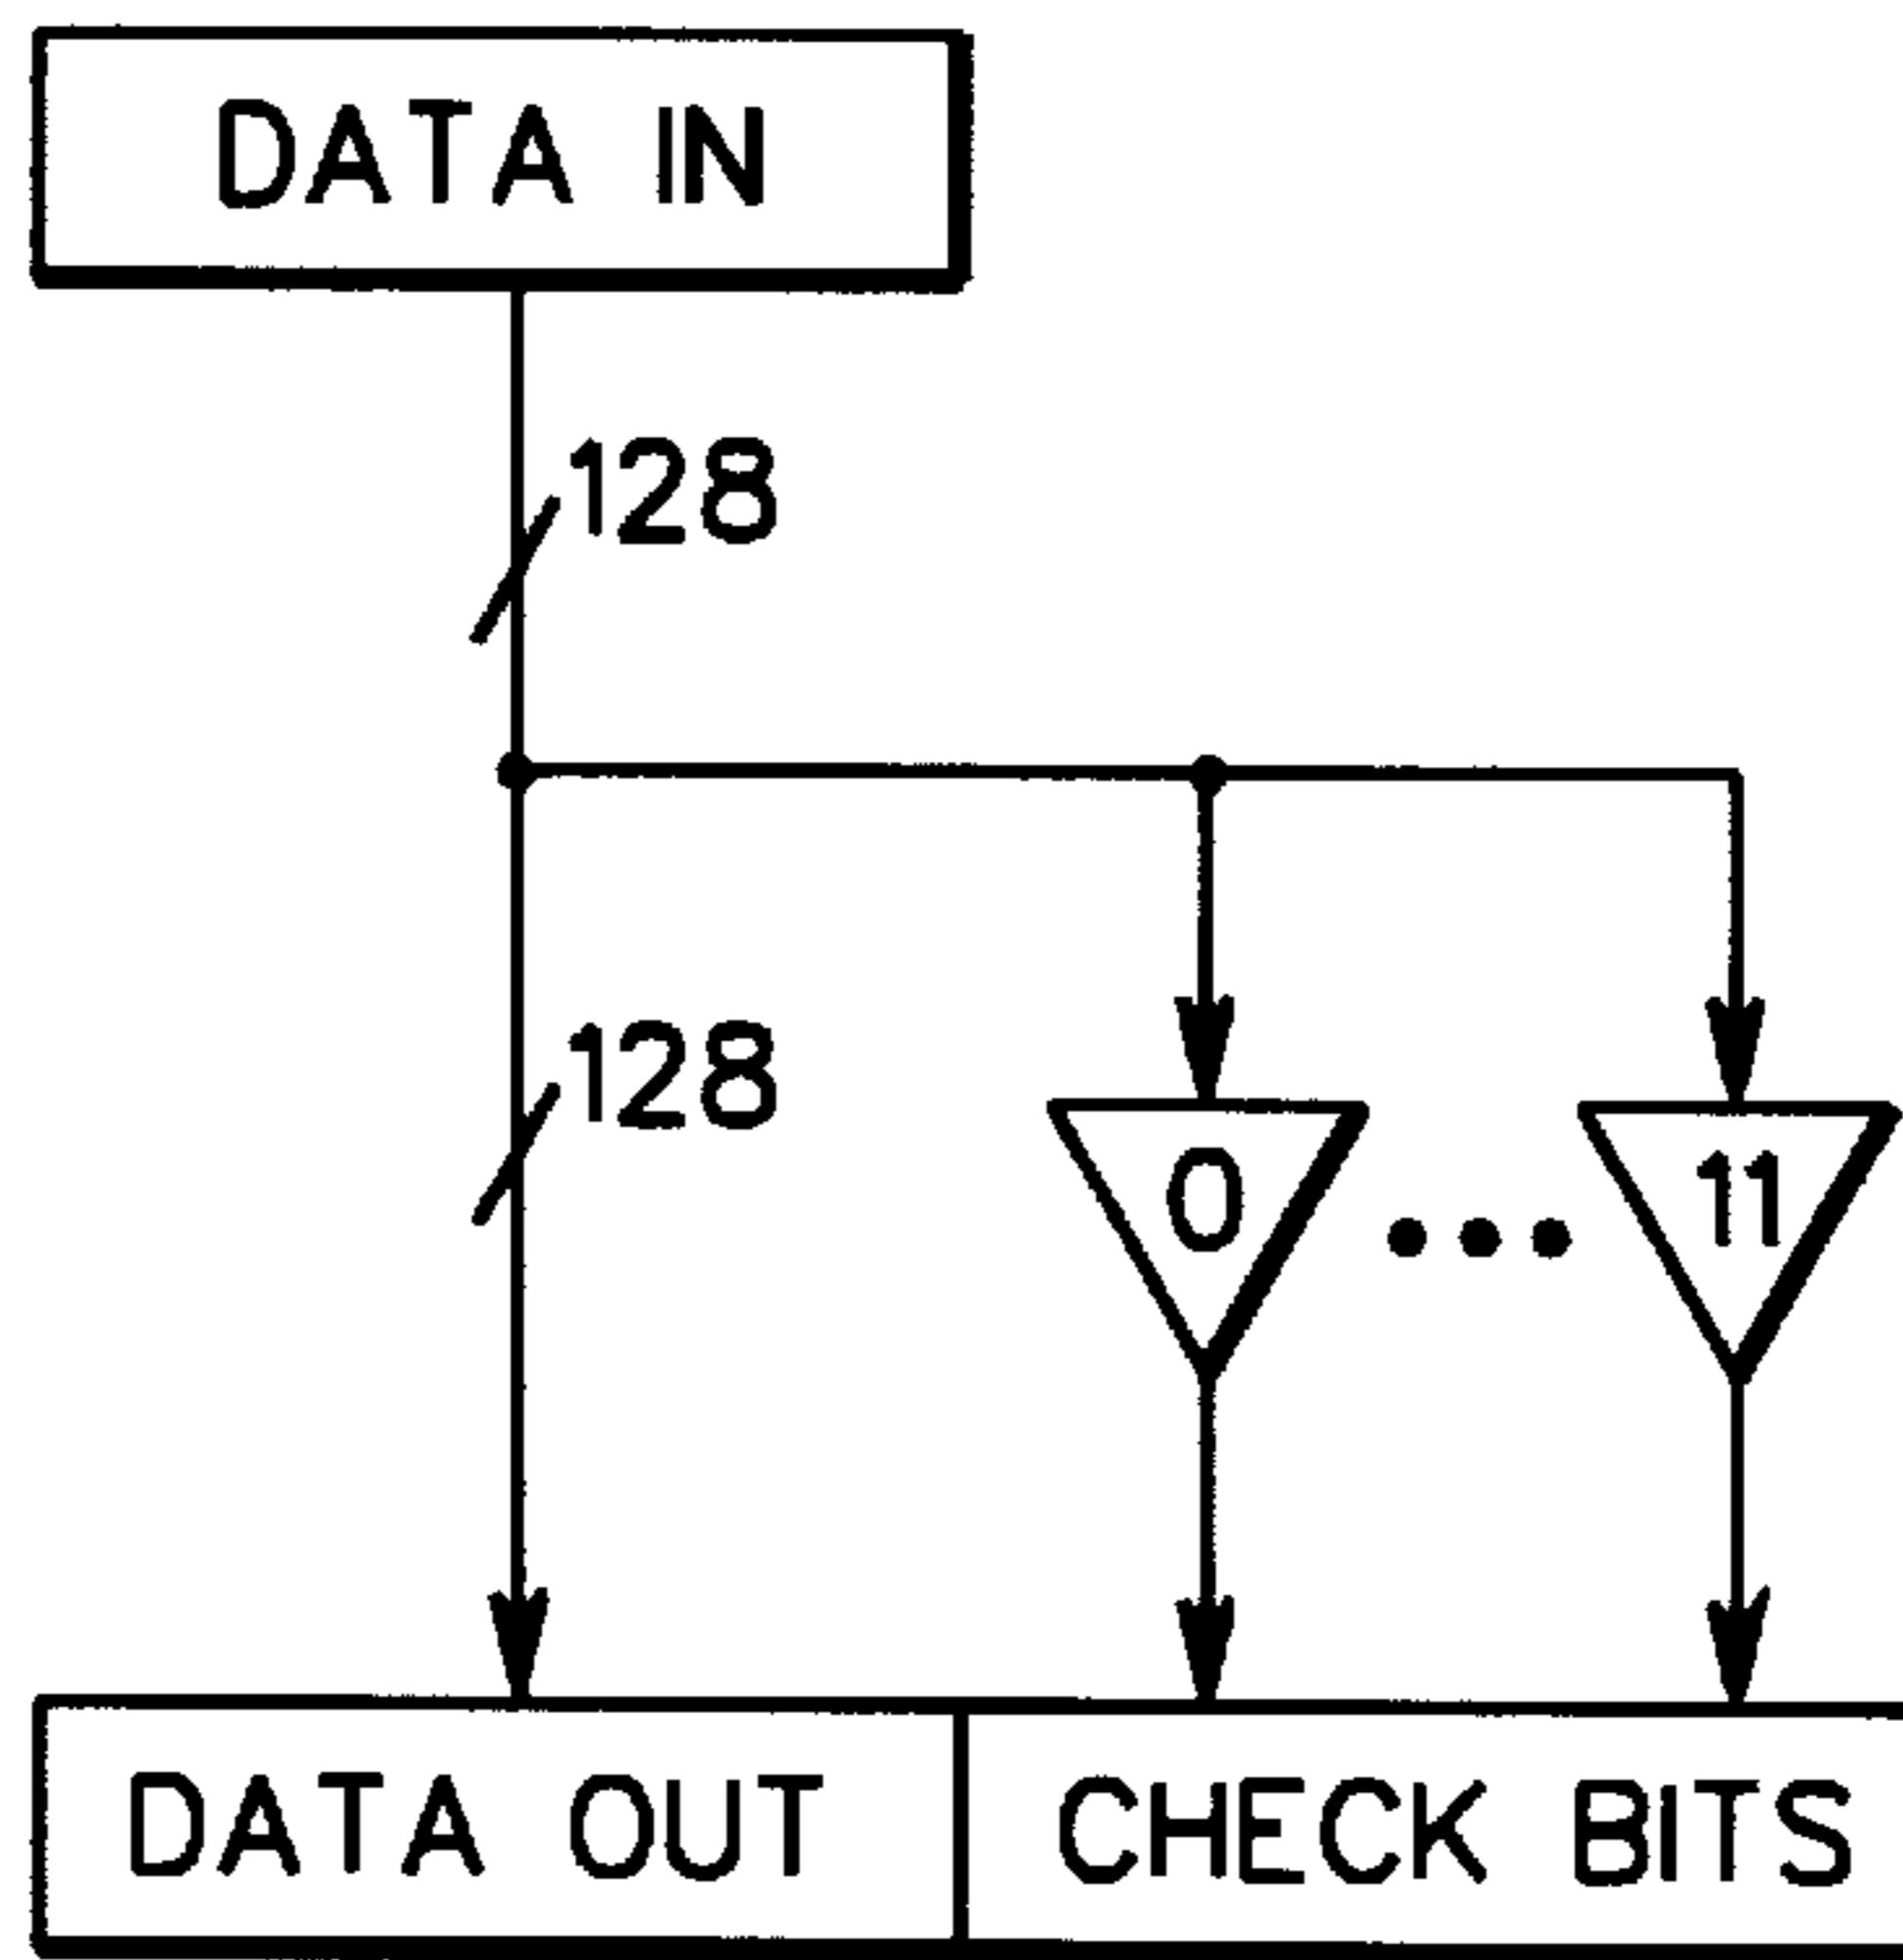 DATA IN
128
128
0 ••• 11
DATA OUT CHECK BITS